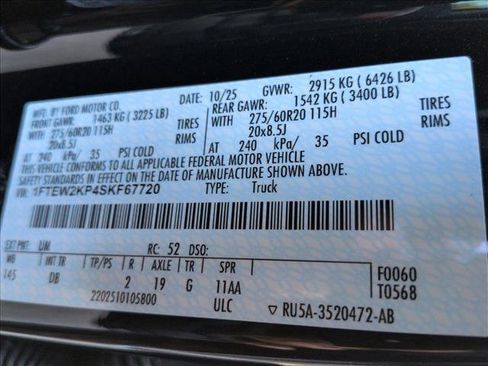 MFD. BY FORD MOTOR CO. DATE: 10/25 GVWR: 2915 KG ( 6426 LB)
FRONT GAWR: 1463 KG ( 3225 LB) REAR GAWR: 1542 KG ( 3400 LB)
WITH 275/60R20 115H TIRES WITH 275/60R20 115H TIRES
20x8.5J RIMS 20x8.5J RIMS
AT 240 kPa/ 35 PSI COLD AT 240 kPa/ 35 PSI COLD
THIS VEHICLE CONFORMS TO ALL APPLICABLE FEDERAL MOTOR VEHICLE
SAFETY STANDARDS IN EFFECT ON THE DATE OF MANUFACTURE SHOWN ABOVE.
VIN: 1FTEW2KP4SKF67720 TYPE: Truck
EXT PNT: UM RC: 52 DSO:
WB INT TR TP/PS R AXLE TR SPR F0060
145 DB 2 19 G 11AA T0568
2202510105800 ULC ▽ RU5A-3520472-AB